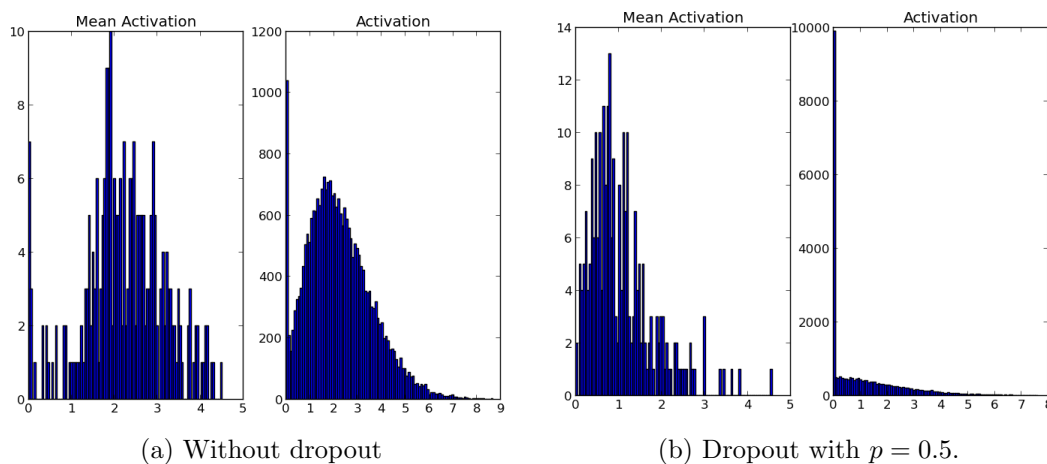 Mean Activation
10
8
6
4
2
0
0 1 2 3 4 5
Activation
1200
1000
800
600
400
200
0
0 1 2 3 4 5 6 7 8 9
(a) Without dropout
Mean Activation
14
12
10
8
6
4
2
0
0 1 2 3 4 5
Activation
10000
8000
6000
4000
2000
0
0 1 2 3 4 5 6 7 8
(b) Dropout with p = 0.5.